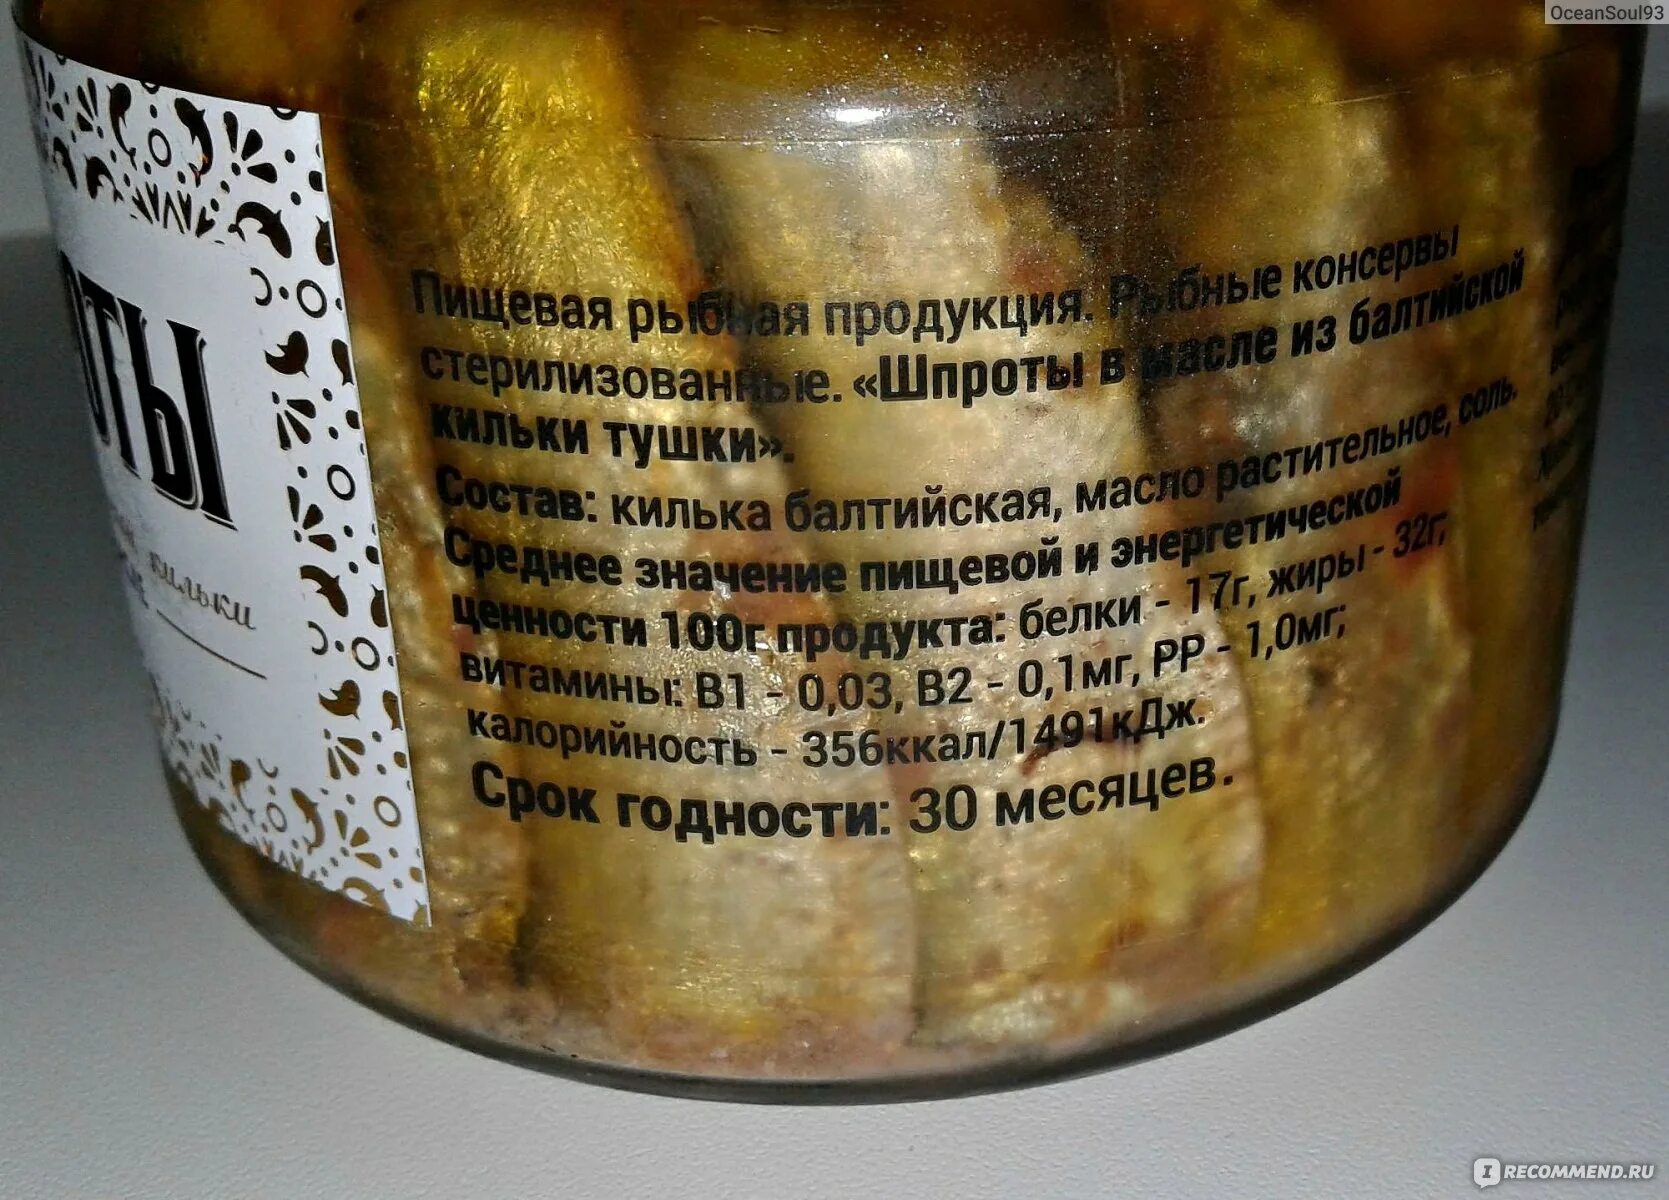 OceanSoul93
Пищевая рыбная продукция. Рыбные консервы
стерилизованные. «Шпроты в масле из балтийской
кильки тушки».
Состав: килька балтийская, масло растительное, соль.
Среднее значение пищевой и энергетической
ценности 100г продукта: белки - 17г, жиры - 32г,
витамины: В1 - 0,03, В2 - 0,1мг, РР - 1,0мг;
калорийность - 356ккал/1491кДж.
Срок годности: 30 месяцев.
кильки
IRECOMMEND.RU